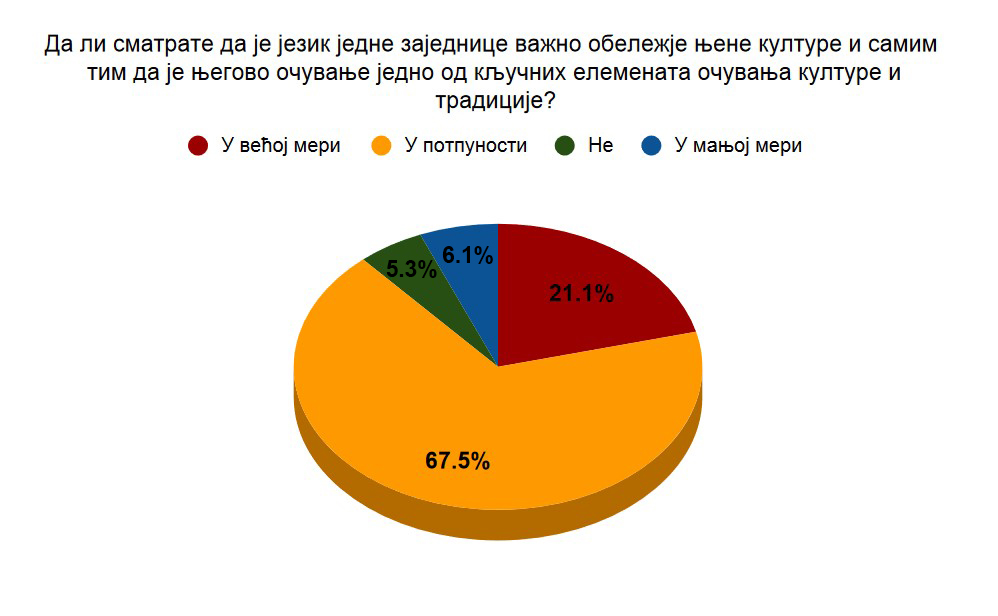 Да ли сматрате да је језик једне заједнице важно обележје њене културе и самим
тим да је његово очување једно од кључних елемената очувања културе и
традиције?
У већој мери У потпуности Не У мањој мери
6.1%
5.3%
21.1%
67.5%